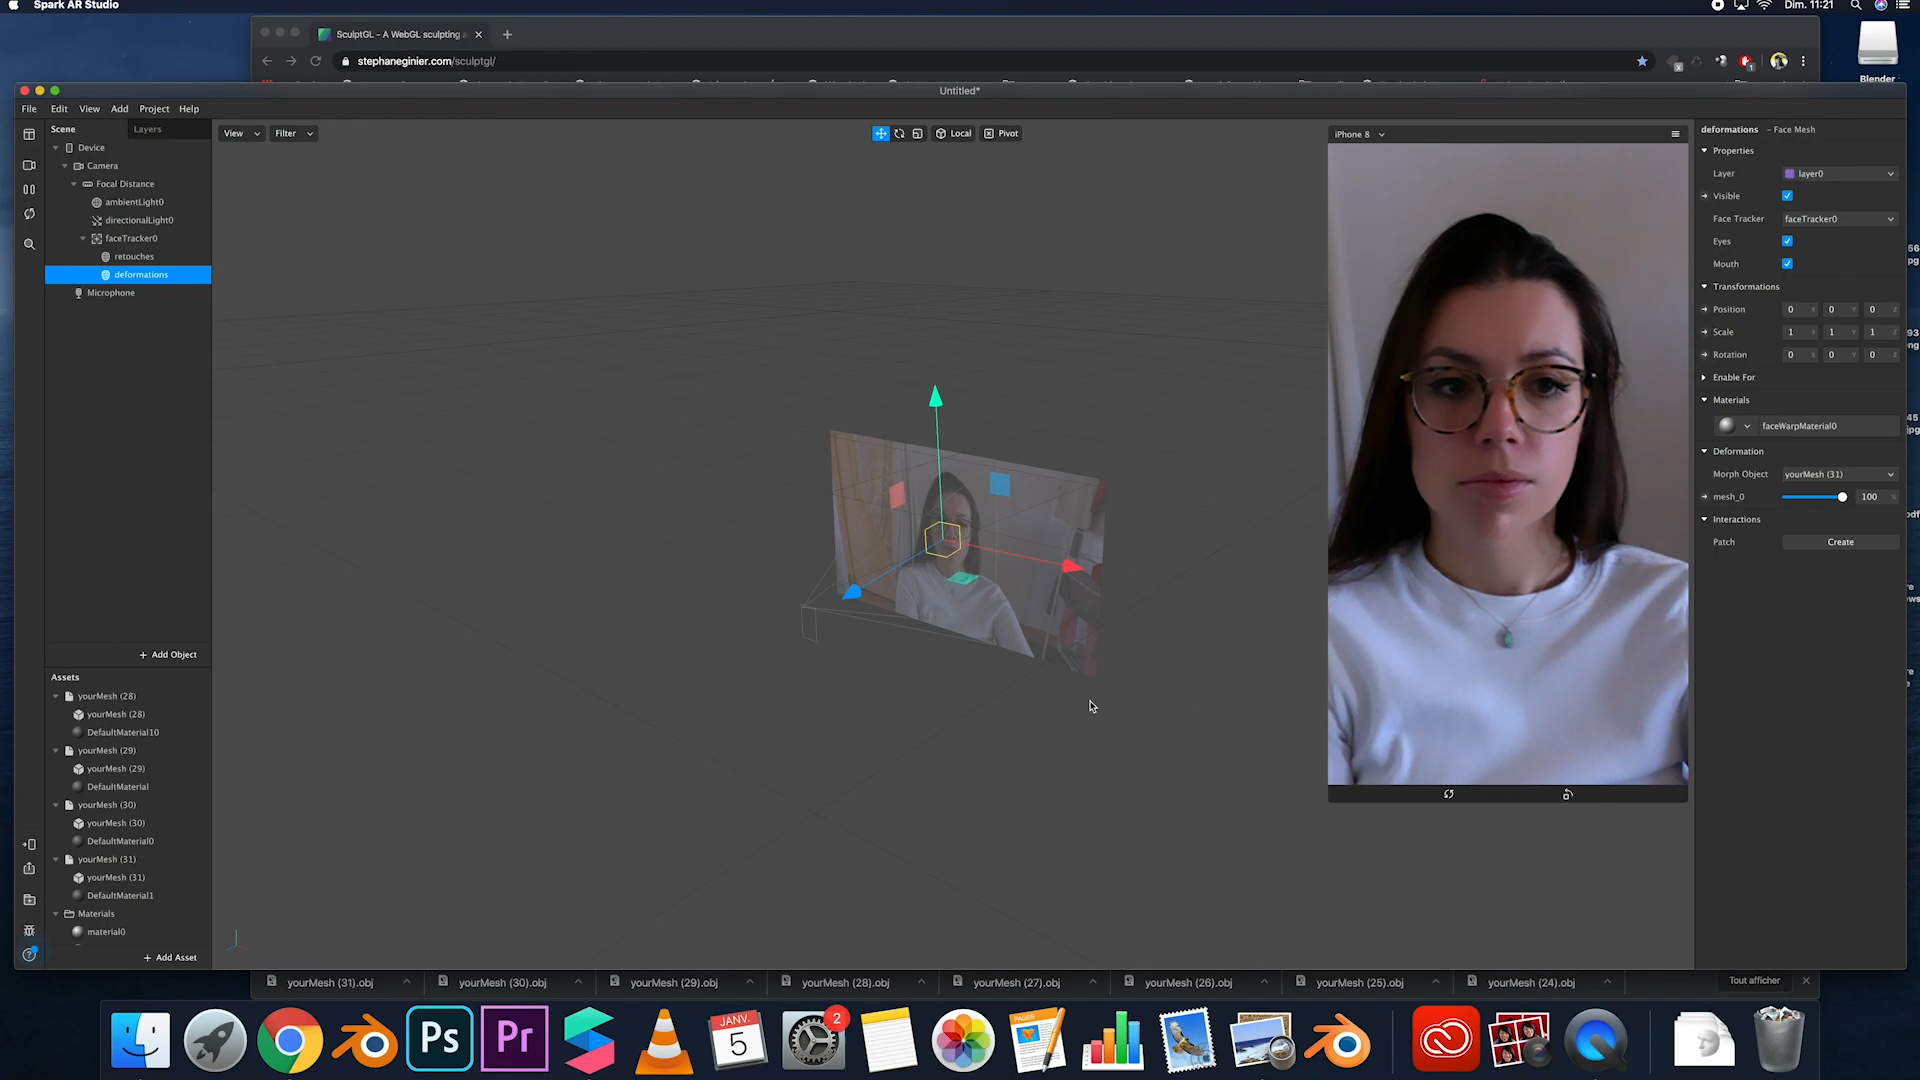 Spark AR Studio
Dim. 11:21
SculptGL - A WebGL sculpting a
stephaneginier.com/sculptgl/
Blender
Untitled*
File Edit View Add Project Help
Scene
Layers
View
Filter
Local
Pivot
Device
Camera
Focal Distance
ambientLight0
directionalLight0
faceTracker0
retouches
deformations
Microphone
+ Add Object
Assets
yourMesh (28)
yourMesh (28)
DefaultMaterial10
yourMesh (29)
yourMesh (29)
DefaultMaterial
yourMesh (30)
yourMesh (30)
DefaultMaterial0
yourMesh (31)
yourMesh (31)
DefaultMaterial1
Materials
material0
+ Add Asset
iPhone 8
deformations - Face Mesh
Properties
Layer layer0
Visible
Face Tracker faceTracker0
Eyes
Mouth
Transformations
Position 0 X 0 Y 0 Z
Scale 1 X 1 Y 1 Z
Rotation 0 X 0 Y 0 Z
Enable For
Materials
faceWarpMaterial0
Deformation
Morph Object yourMesh (31)
mesh_0 100 %
Interactions
Patch Create
yourMesh (31).obj
yourMesh (30).obj
yourMesh (29).obj
yourMesh (28).obj
yourMesh (27).obj
yourMesh (26).obj
yourMesh (25).obj
yourMesh (24).obj
Tout afficher
Ps
Pr
JANV.
5
2
PAGES